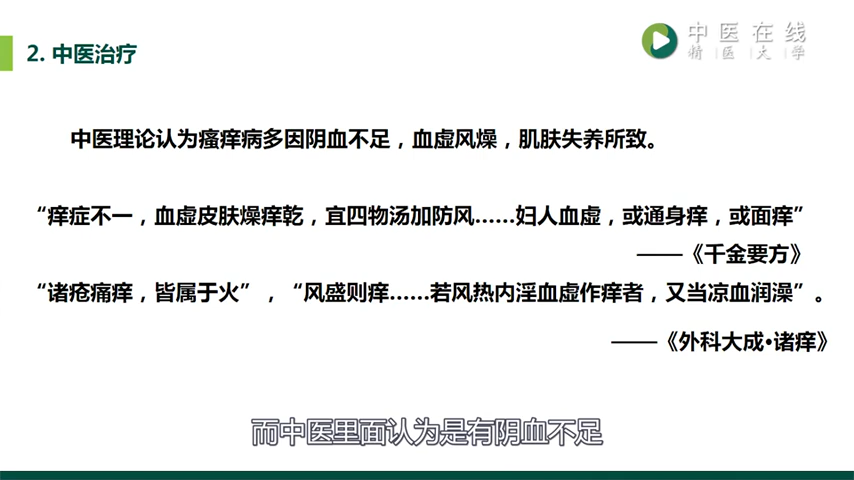 2. 中医治疗
中医在线
精医大学
中医理论认为瘙痒病多因阴血不足，血虚风燥，肌肤失养所致。
“痒症不一，血虚皮肤燥痒乾，宜四物汤加防风……妇人血虚，或通身痒，或面痒”
——《千金要方》
“诸疮痛痒，皆属于火”，“风盛则痒……若风热内淫血虚作痒者，又当凉血润澡”。
——《外科大成·诸痒》
而中医里面认为是有阴血不足